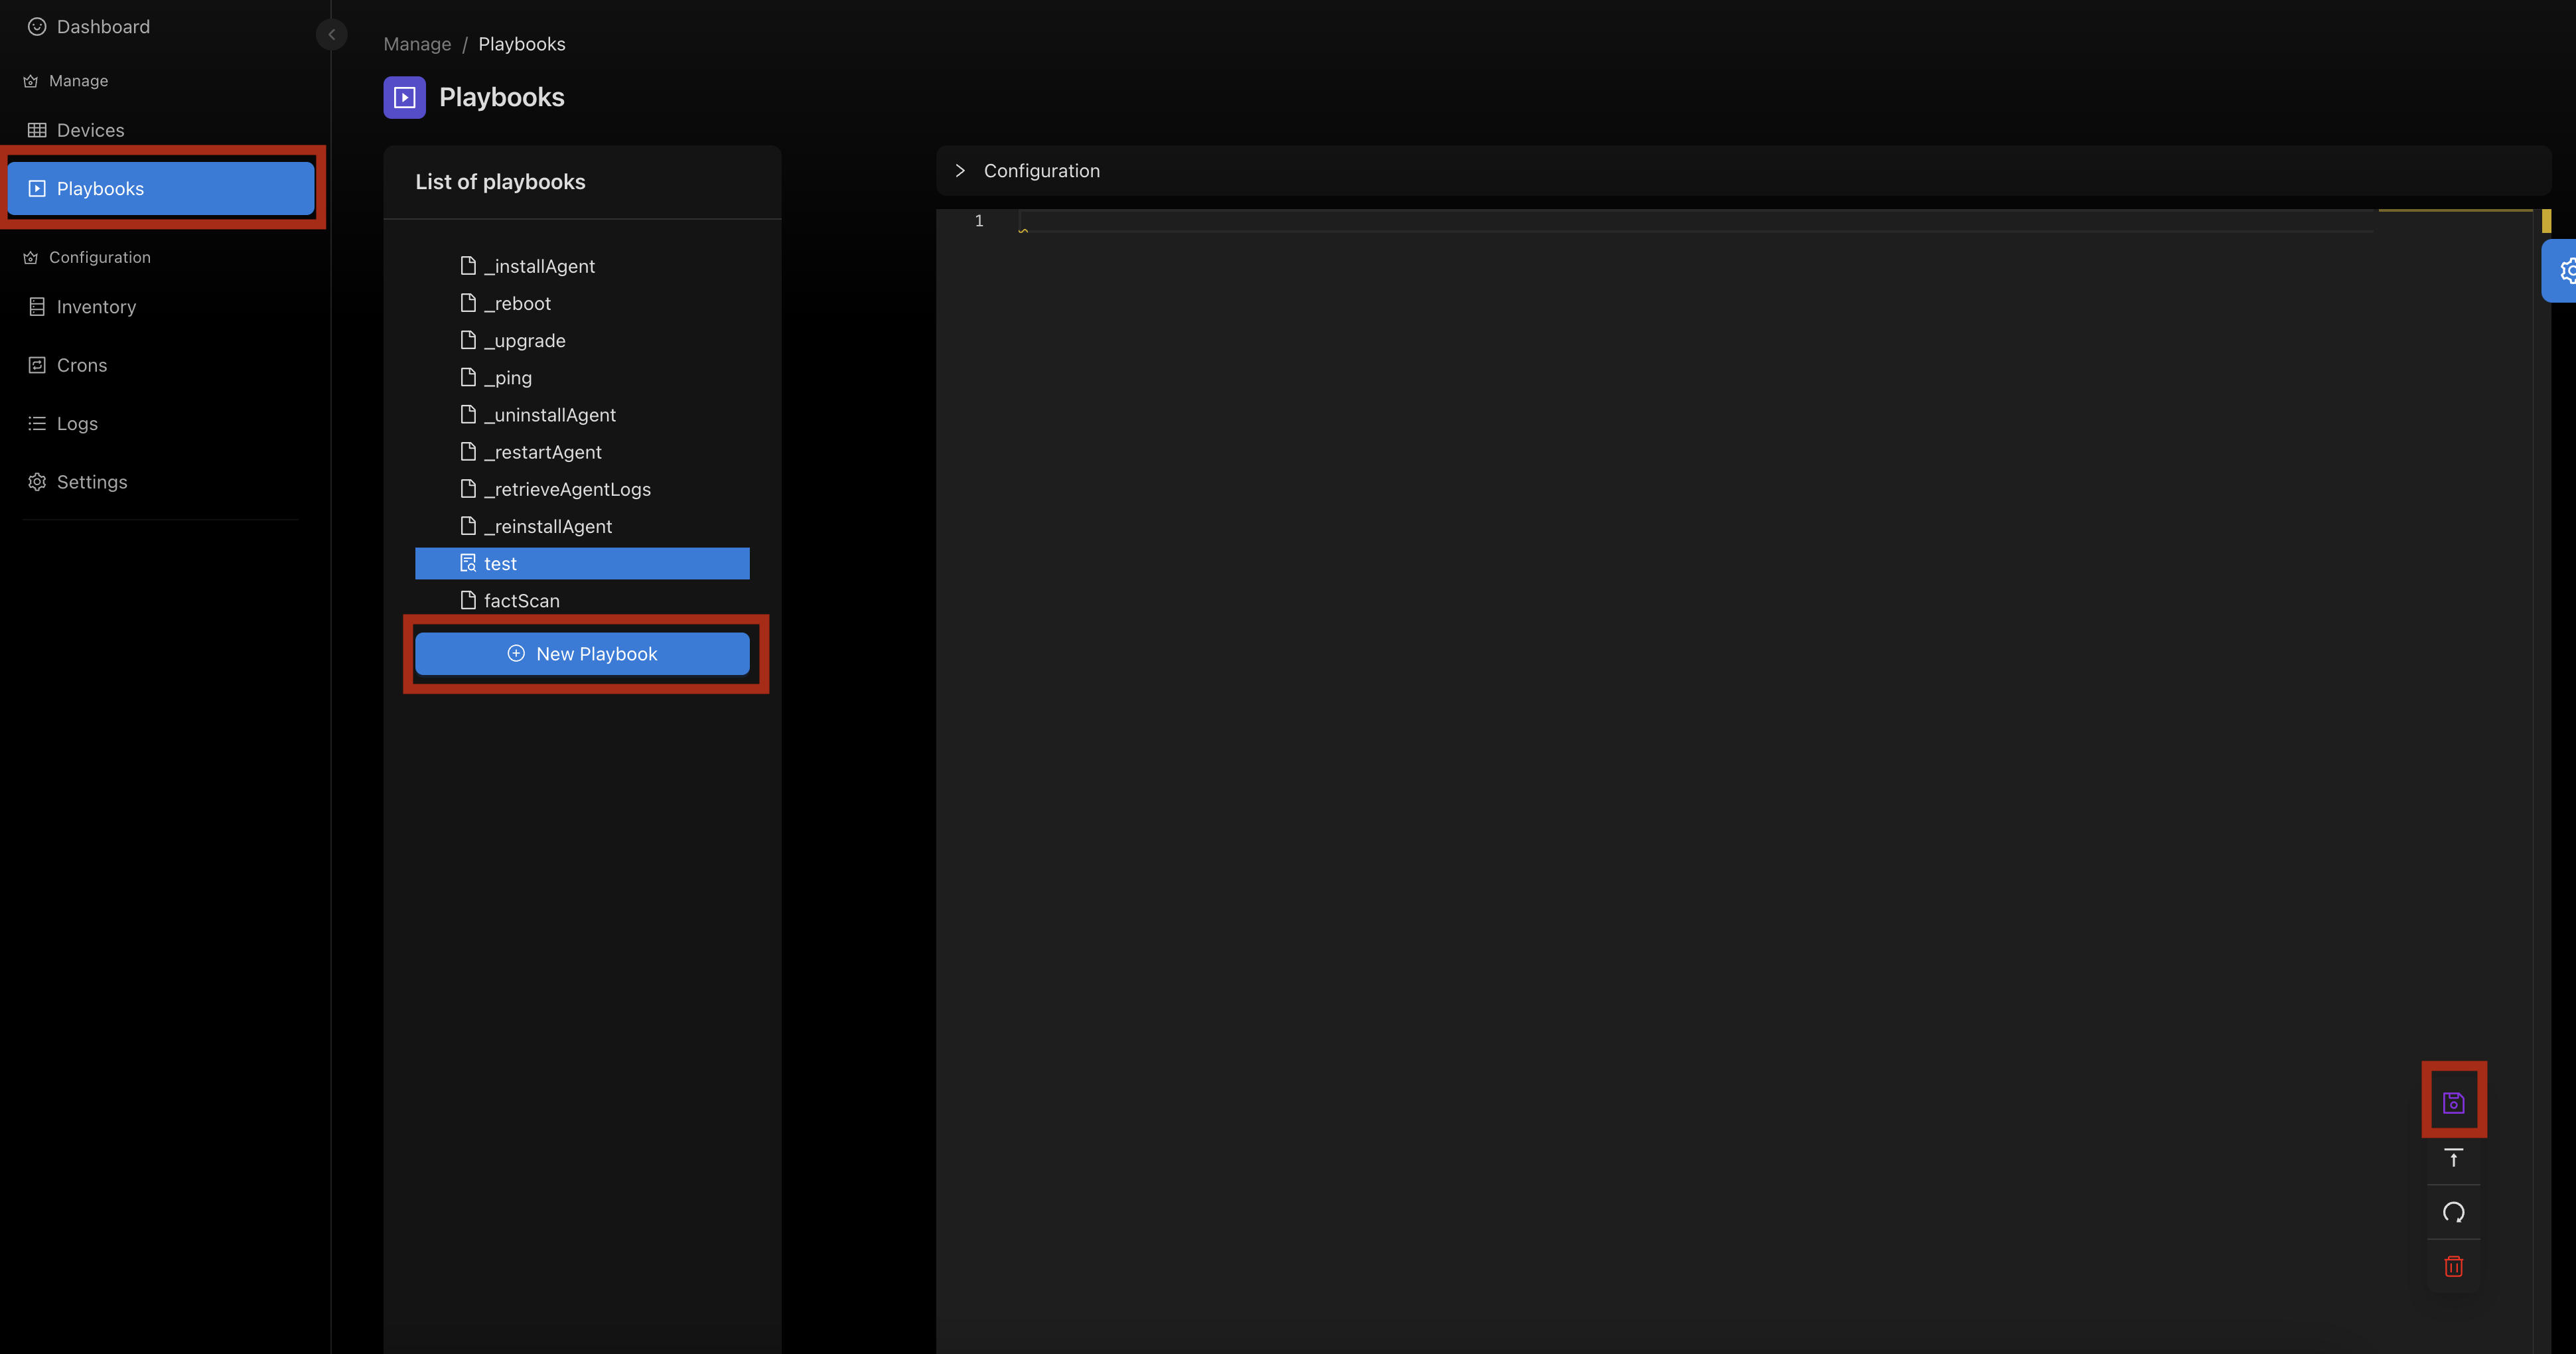 Dashboard
Manage
Devices
Playbooks
Configuration
Inventory
Crons
Logs
Settings
Manage / Playbooks
Playbooks
List of playbooks
_installAgent
_reboot
_upgrade
_ping
_uninstallAgent
_restartAgent
_retrieveAgentLogs
_reinstallAgent
test
factScan
New Playbook
Configuration
1